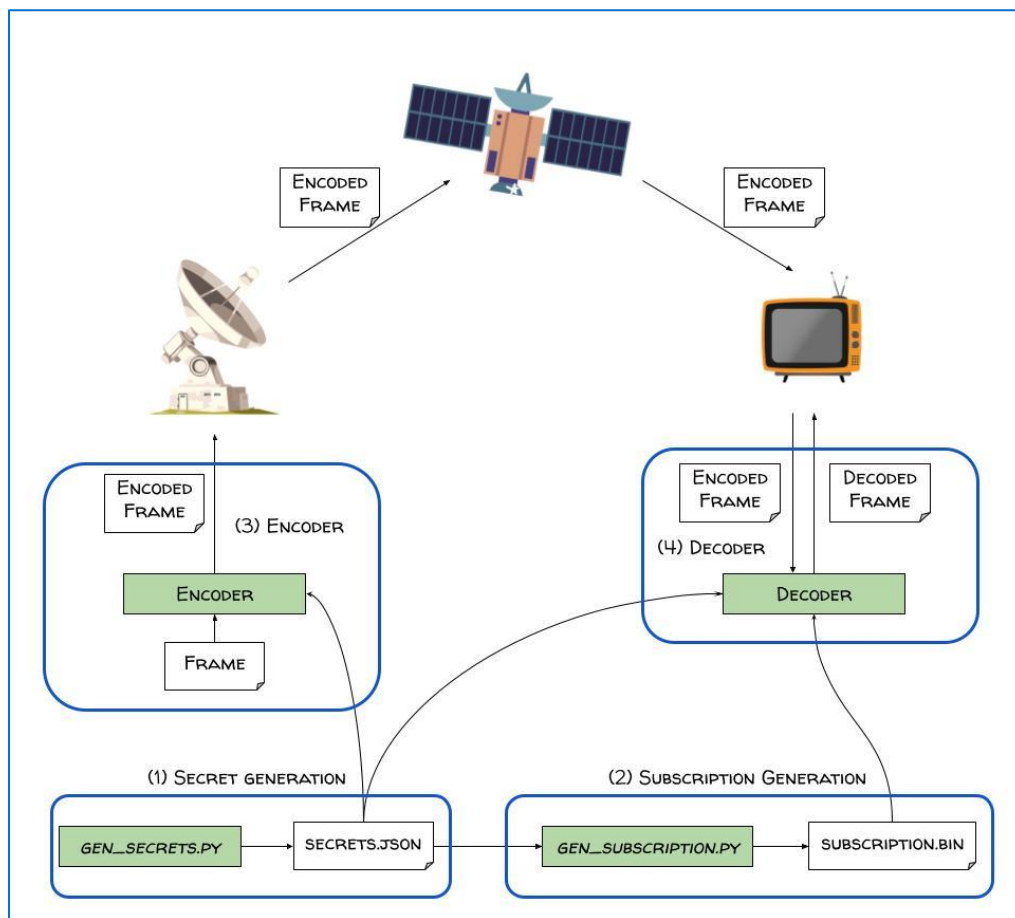 ENCODED
FRAME
ENCODED
FRAME
ENCODED
FRAME
(3) ENCODER
ENCODER
FRAME
ENCODED
FRAME
DECODED
FRAME
(4) DECODER
DECODER
(1) SECRET GENERATION
GEN_SECRETS.PY
SECRETS.JSON
(2) SUBSCRIPTION GENERATION
GEN_SUBSCRIPTION.PY
SUBSCRIPTION.BIN